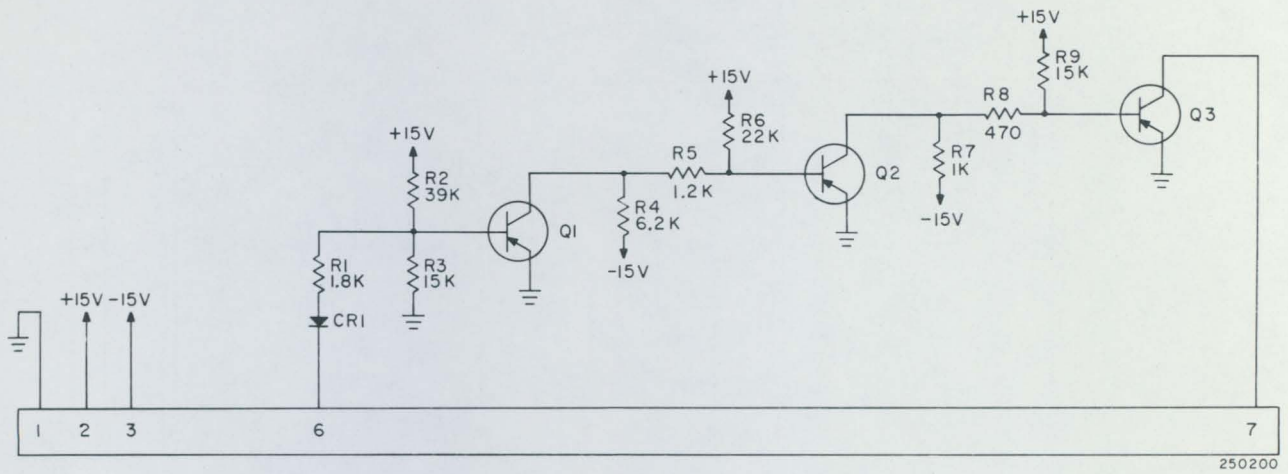 +15V
R9
15K
+15V
R8
470
Q3
R6
22K
+15V
R5
1.2K
Q2
R7
1K
-15V
R2
39K
Q1
R4
6.2K
-15V
R1
1.8K
R3
15K
+15V -15V
CR1
1 2 3 6 7
250200